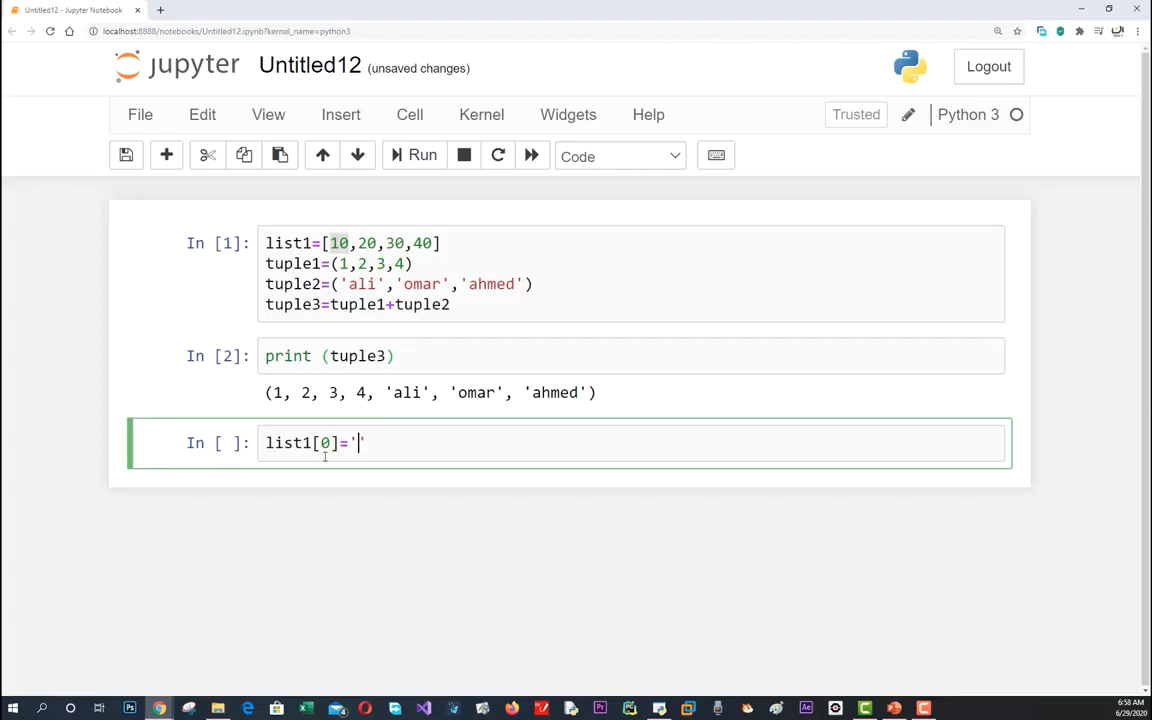 Untitled12 - Jupyter Notebook
localhost:8888/notebooks/Untitled12.ipynb?kernel_name=python3
jupyter Untitled12 (unsaved changes)
Logout
File Edit View Insert Cell Kernel Widgets Help Trusted Python 3
Run Code
In [1]: list1=[10,20,30,40]
tuple1=(1,2,3,4)
tuple2=('ali','omar','ahmed')
tuple3=tuple1+tuple2
In [2]: print (tuple3)
(1, 2, 3, 4, 'ali', 'omar', 'ahmed')
In [ ]: list1[0]=''
6:58 AM
6/29/2020